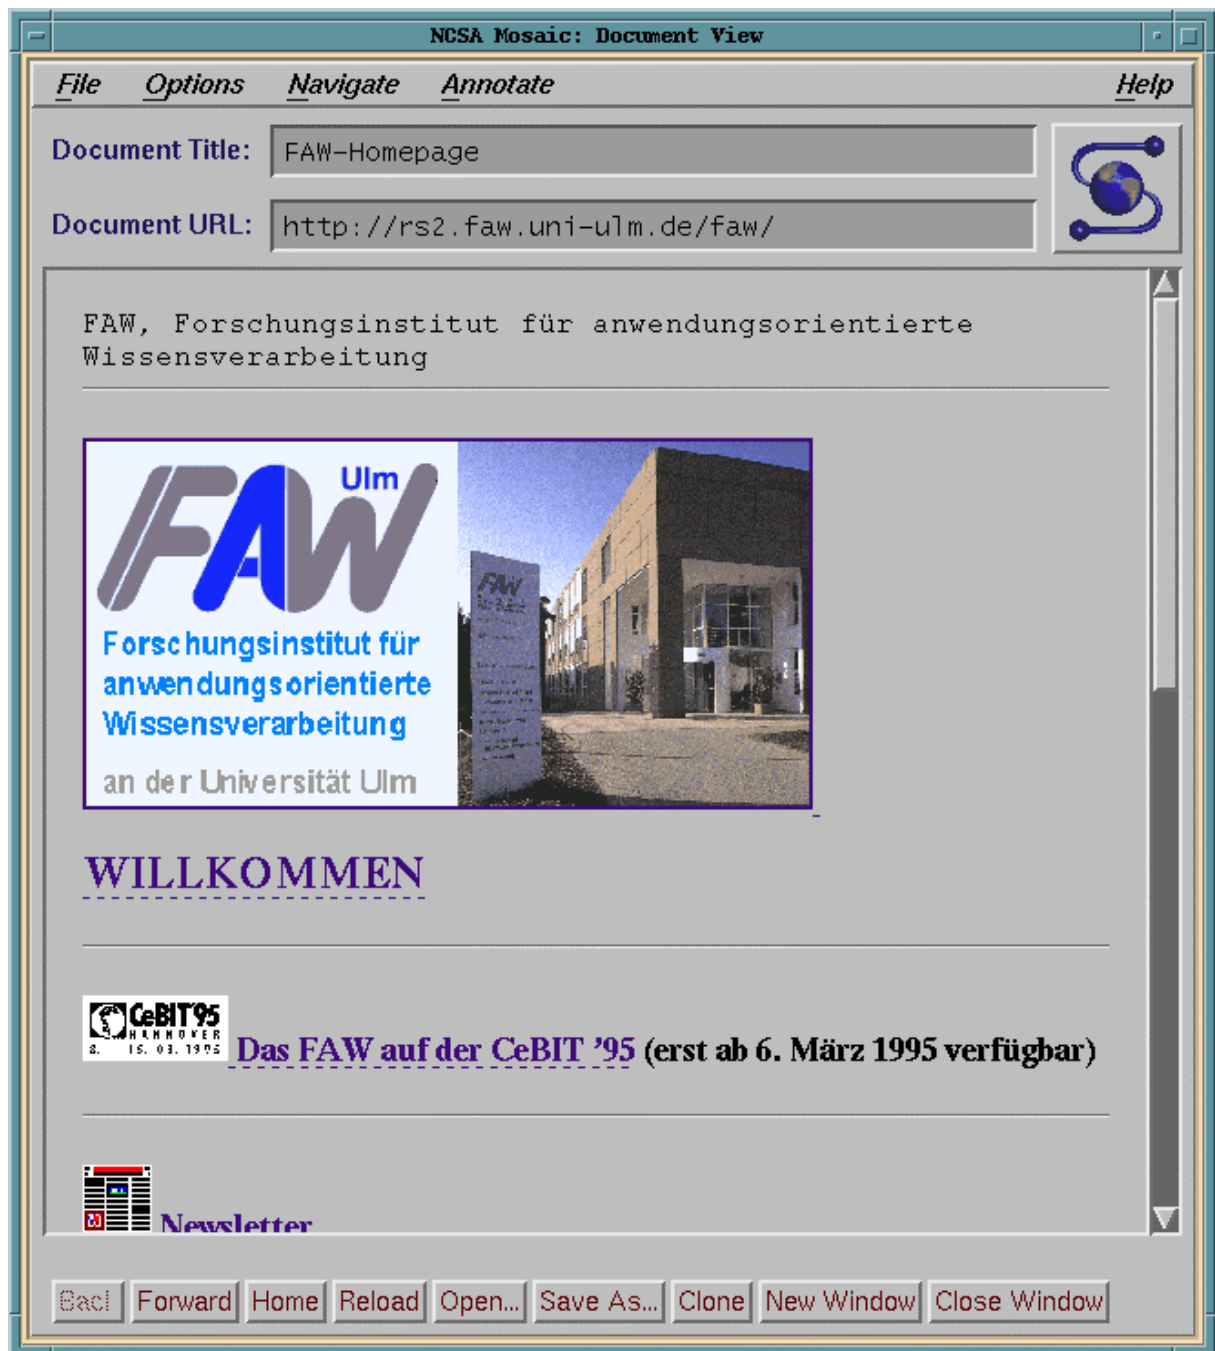 NCSA Mosaic: Document View
File Options Navigate Annotate Help
Document Title: FAW-Homepage
Document URL: http://rs2.faw.uni-ulm.de/faw/
FAW, Forschungsinstitut für anwendungsorientierte
Wissensverarbeitung
Ulm
FAW
Forschungsinstitut für
anwendungsorientierte
Wissensverarbeitung
an der Universität Ulm
FAW
WILLKOMMEN
CeBIT'95
HANNOVER
8. 15. 03. 1995
Das FAW auf der CeBIT '95 (erst ab 6. März 1995 verfügbar)
Newsletter
Back Forward Home Reload Open... Save As... Clone New Window Close Window